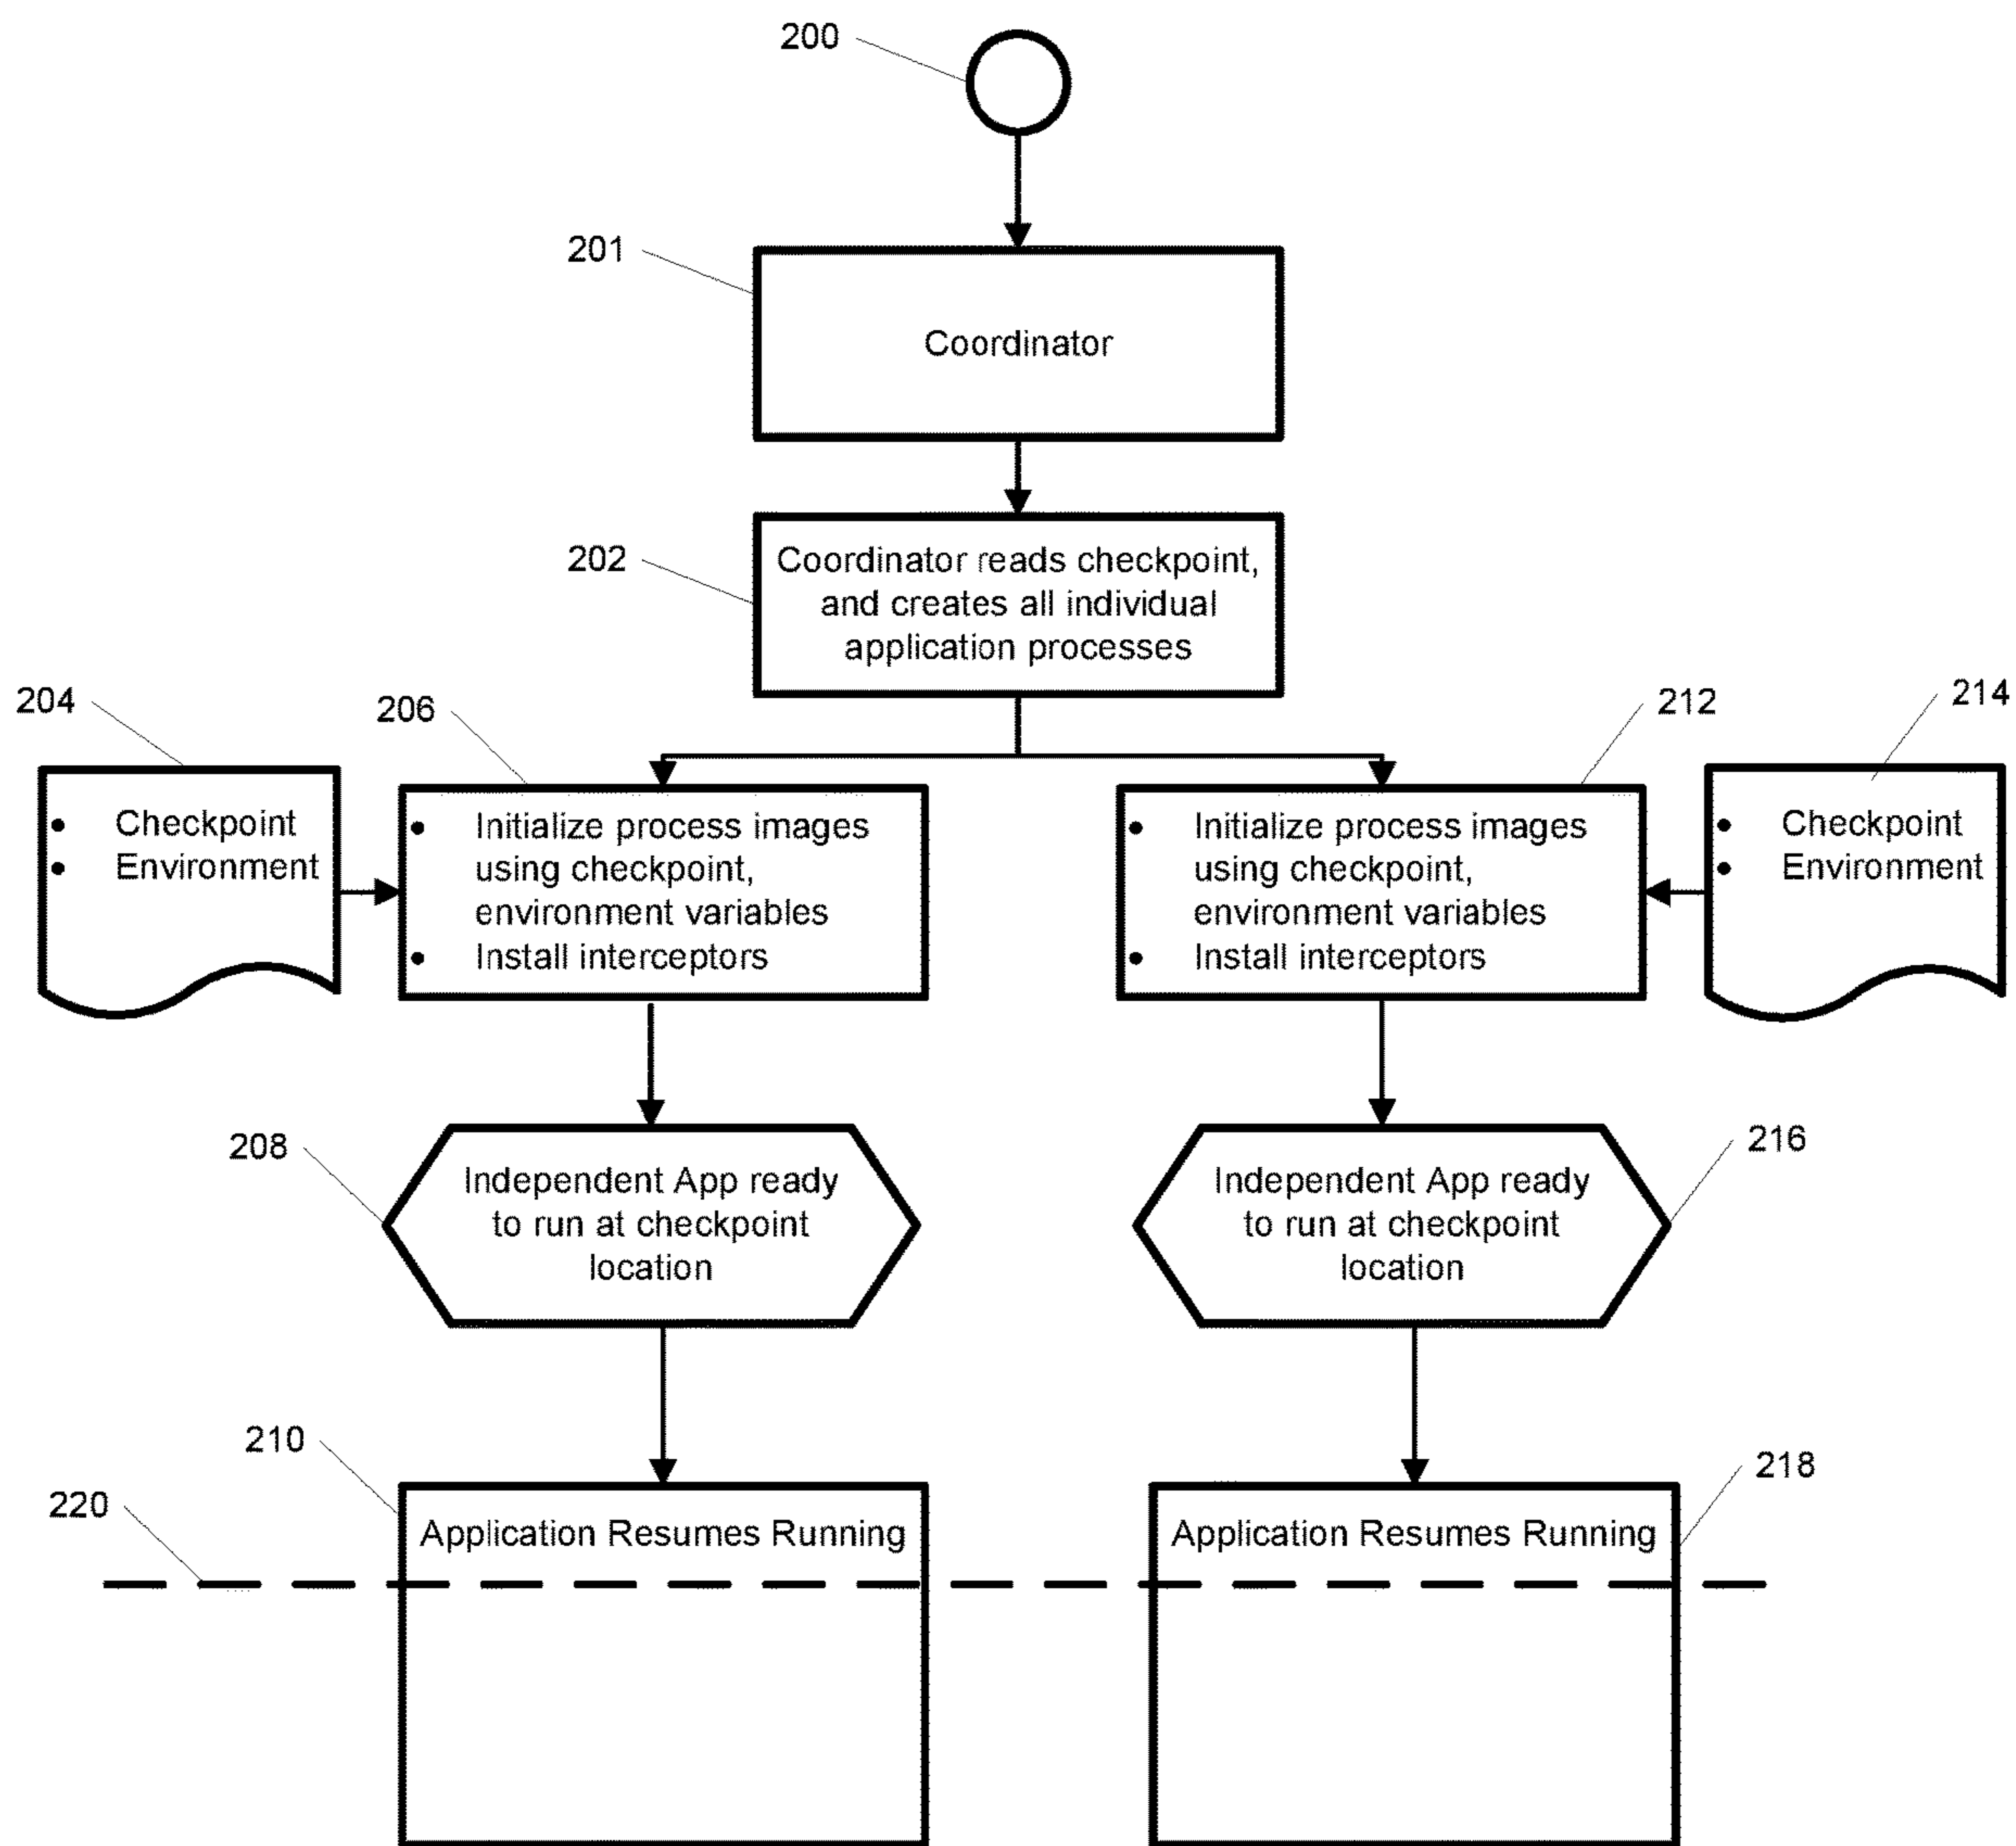 200
201
Coordinator
202
Coordinator reads checkpoint,
and creates all individual
application processes
204
206
212
214
• Checkpoint
• Environment
• Initialize process images
using checkpoint,
environment variables
• Install interceptors
• Initialize process images
using checkpoint,
environment variables
• Install interceptors
• Checkpoint
• Environment
208
Independent App ready
to run at checkpoint
location
Independent App ready
to run at checkpoint
location
216
210
218
220
Application Resumes Running
Application Resumes Running